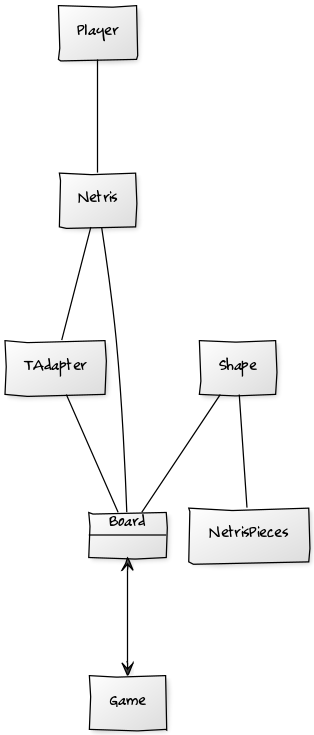 Player
Netris
TAdapter
Shape
Board
NetrisPieces
Game